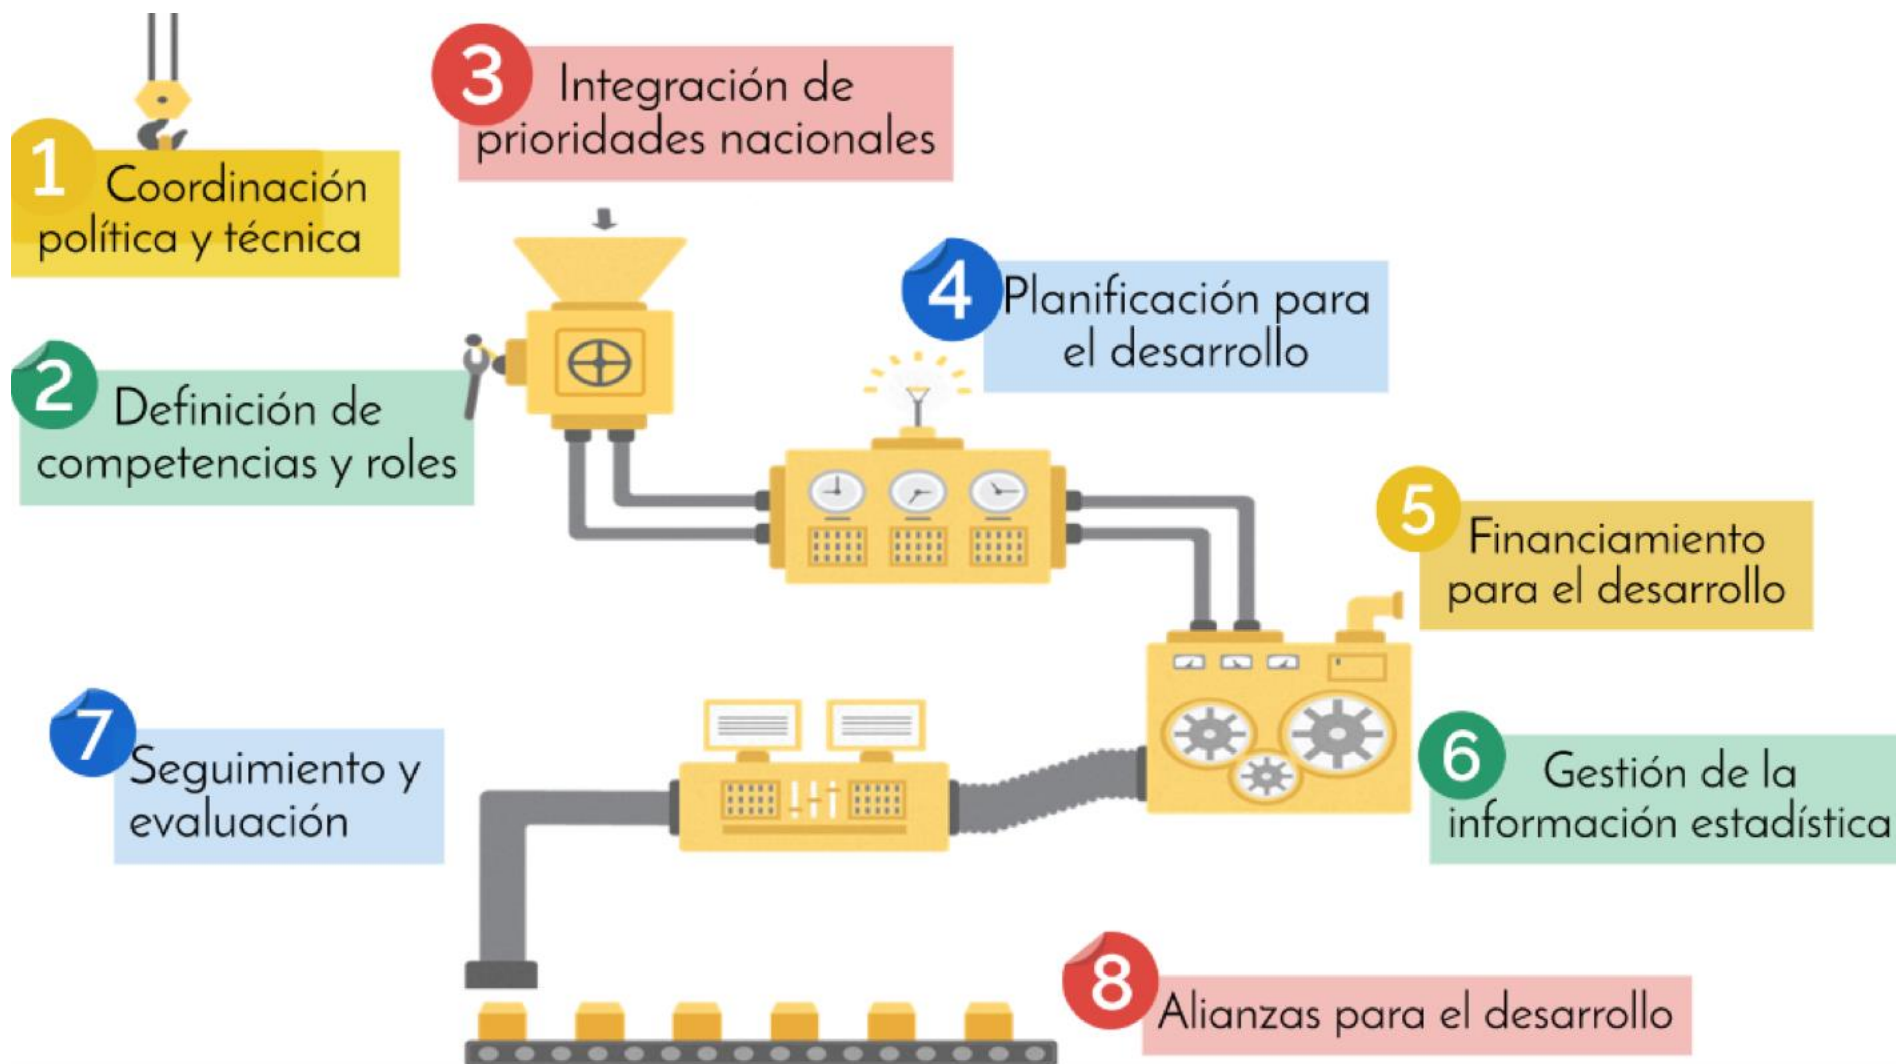 1
Coordinación
política y técnica
2
Definición de
competencias y roles
3
Integración de
prioridades nacionales
4
Planificación para
el desarrollo
5
Financiamiento
para el desarrollo
6
Gestión de la
información estadística
7
Seguimiento y
evaluación
8
Alianzas para el desarrollo